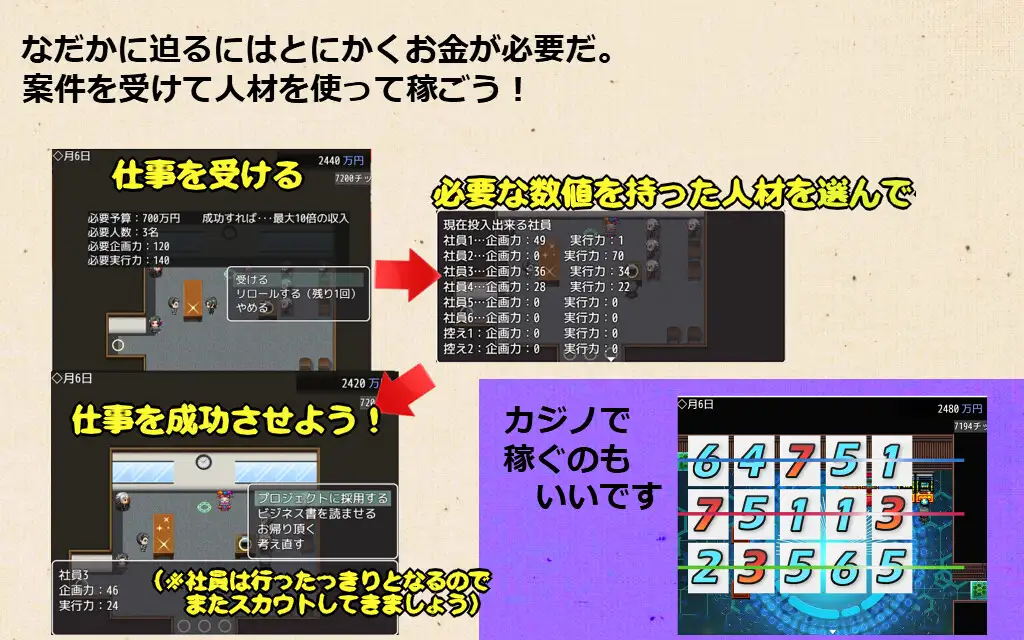 なだかに迫るにはとにかくお金が必要だ。
案件を受けて人材を使って稼ごう！
◇月6日
2440 万円
7200チッ
仕事を受ける
必要予算：700万円 成功すれば･･･最大10倍の収入
必要人数：3名
必要企画力：120
必要実行力：140
受ける
リロールする（残り1回）
やめる
必要な数値を持った人材を選んで
現在投入出来る社員
社員1…企画力：49 実行力：1
社員2…企画力：0 実行力：70
社員3…企画力：36 実行力：34
社員4…企画力：28 実行力：22
社員5…企画力：0 実行力：0
社員6…企画力：0 実行力：0
控え1：企画力：0 実行力：0
控え2：企画力：0 実行力：0
◇月6日
2420 万
720
仕事を成功させよう！
プロジェクトに採用する
ビジネス書を読ませる
お帰り頂く
考え直す
社員3
企画力：46
実行力：24
（※社員は行ったっきりとなるので
またスカウトしてきましょう）
カジノで
稼ぐのも
いいです
◇月6日
2480 万円
7194チッ
6 4 7 5 1
7 5 1 1 3
2 3 5 6 5